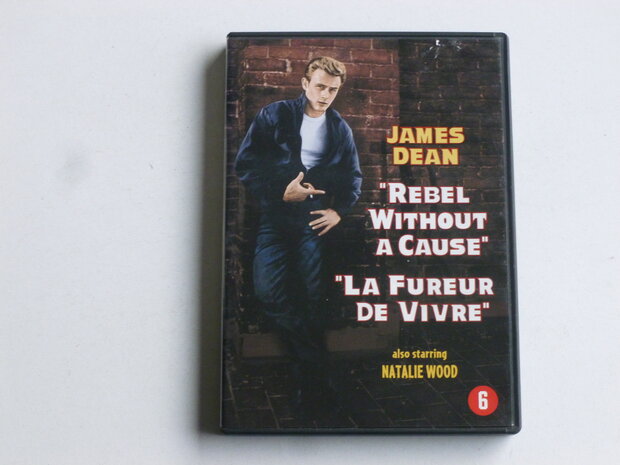 JAMES
DEAN
"REBEL
WITHOUT
A CAUSE"
"LA FUREUR
DE VIVRE"
also starring
NATALIE WOOD
6